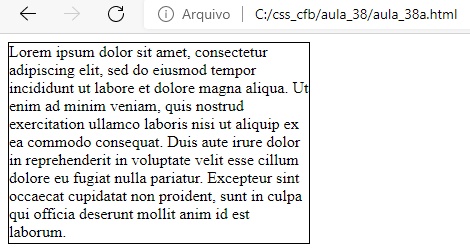 Arquivo | C:/css_cfb/aula_38/aula_38a.html
Lorem ipsum dolor sit amet, consectetur
adipiscing elit, sed do eiusmod tempor
incididunt ut labore et dolore magna aliqua. Ut
enim ad minim veniam, quis nostrud
exercitation ullamco laboris nisi ut aliquip ex
ea commodo consequat. Duis aute irure dolor
in reprehenderit in voluptate velit esse cillum
dolore eu fugiat nulla pariatur. Excepteur sint
occaecat cupidatat non proident, sunt in culpa
qui officia deserunt mollit anim id est
laborum.